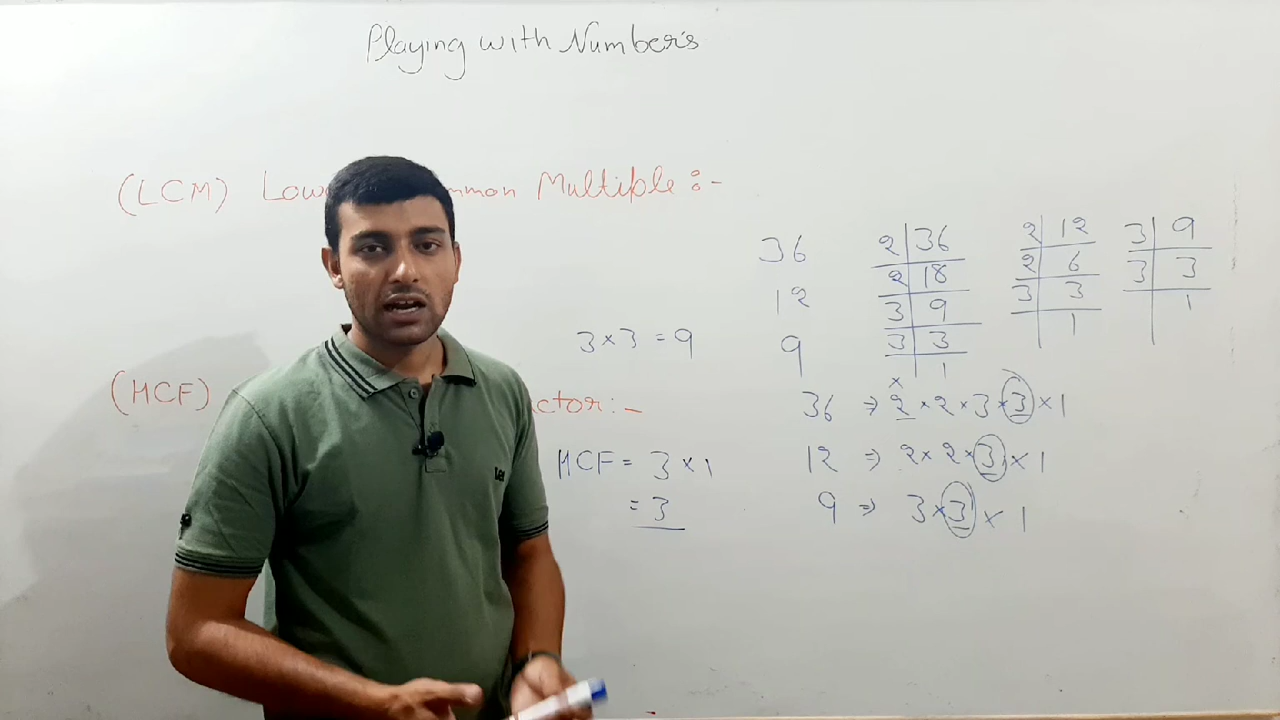 Playing with Number's
(LCM) Low mmon Multiple :-
36
12
9
3×3 = 9
2 | 36
2 | 18
3 | 9
3 | 3
1
2 | 12
2 | 6
3 | 3
1
3 | 9
3 | 3
1
(HCF) ctor:-
×
36 ⇒ 2 × 2 × 3 × 3 × 1
HCF = 3 × 1
= 3
12 ⇒ 2 × 2 × 3 × 1
9 ⇒ 3 × 3 × 1